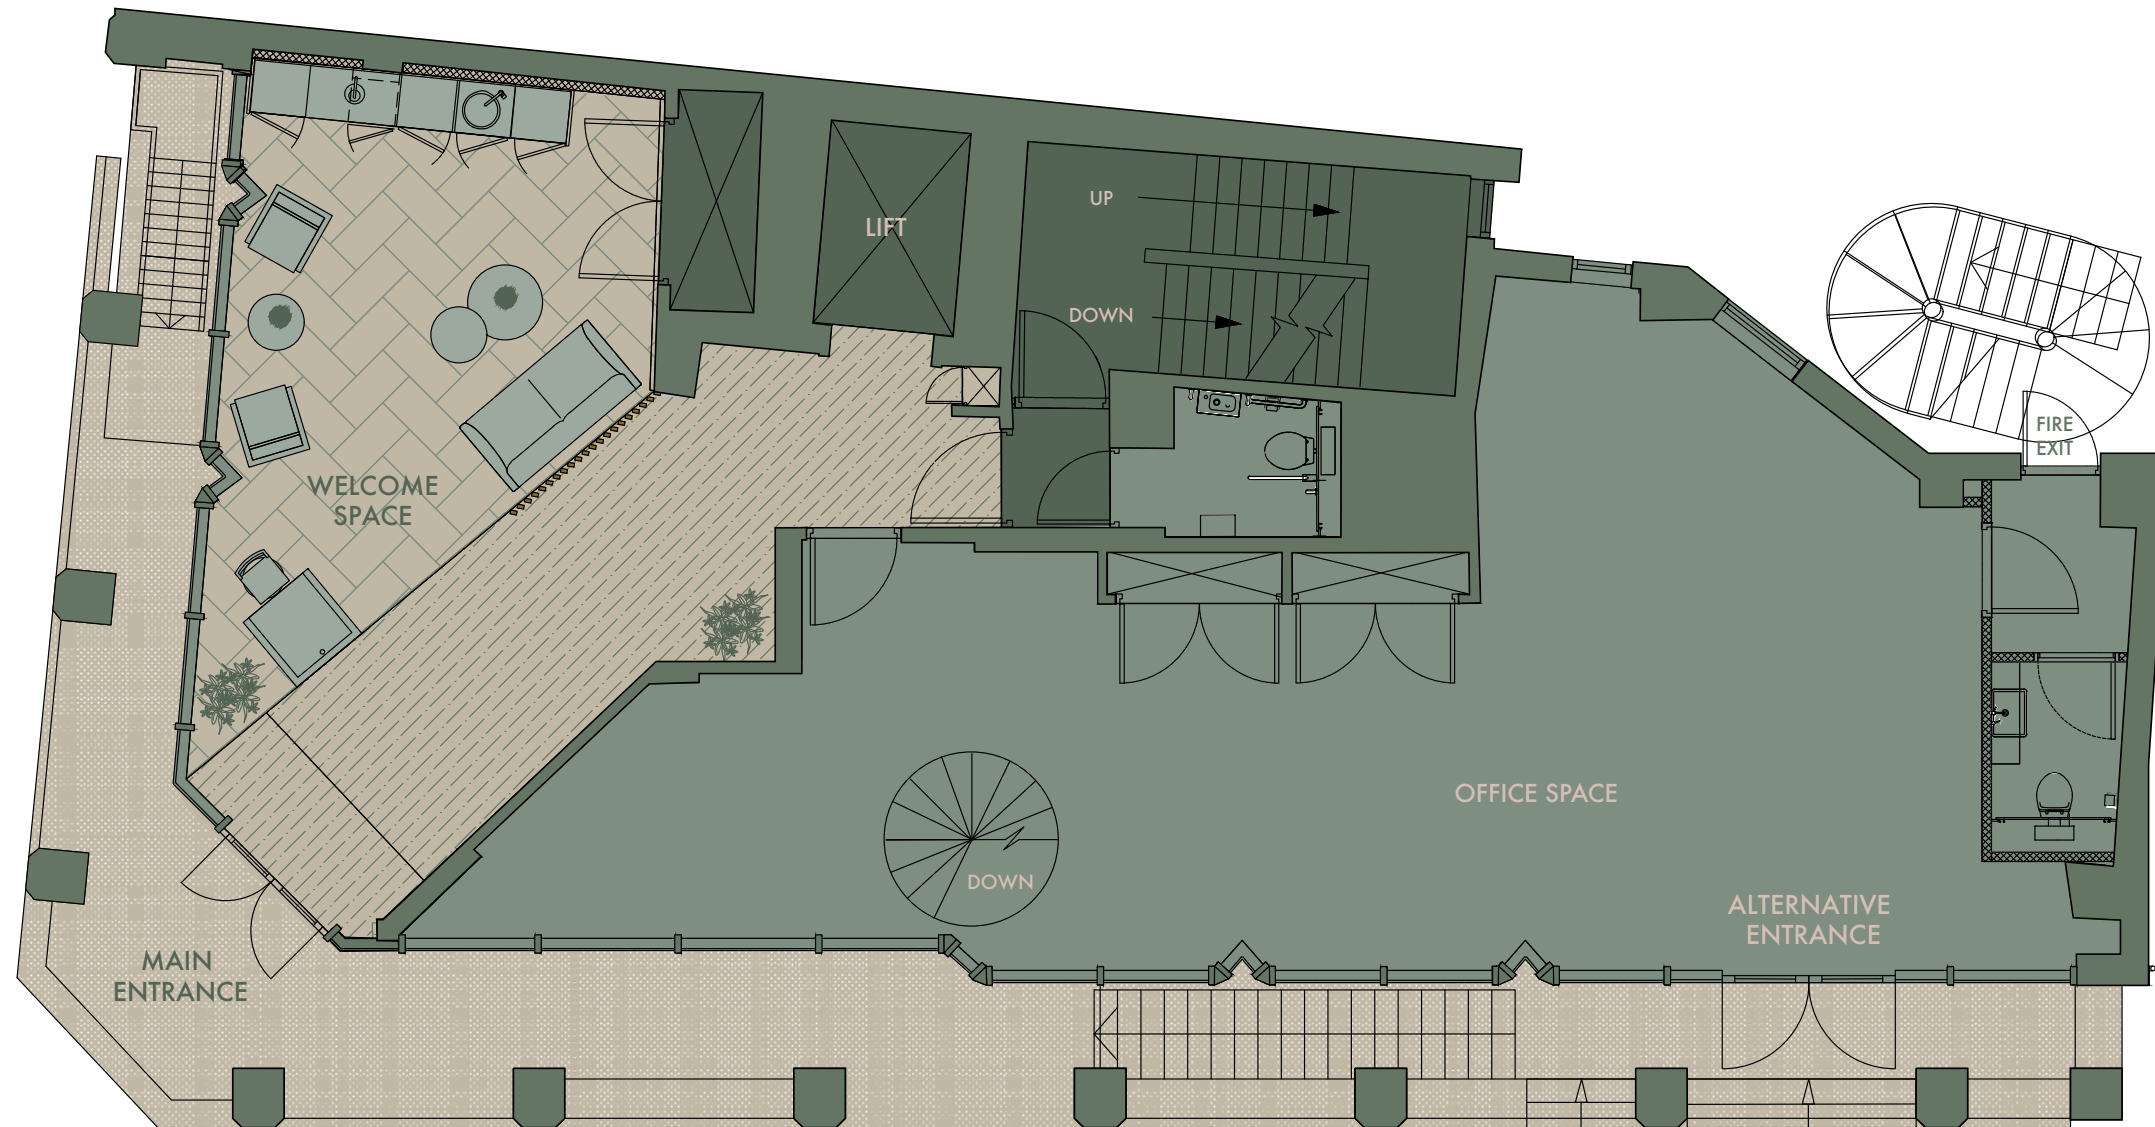 UP
LIFT
DOWN
FIRE
EXIT
WELCOME
SPACE
OFFICE SPACE
DOWN
ALTERNATIVE
ENTRANCE
MAIN
ENTRANCE